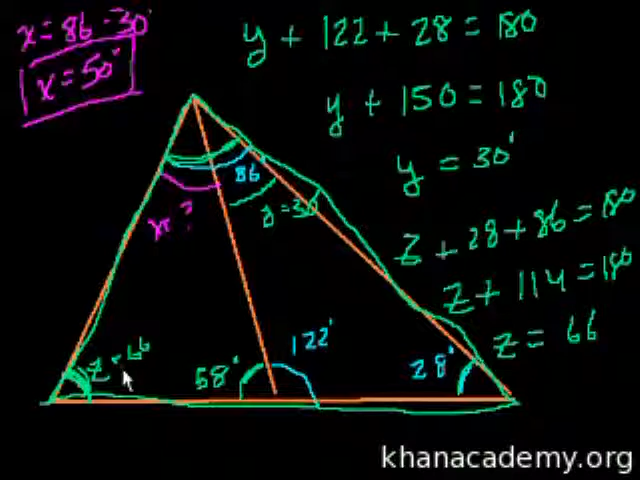 x = 86 - 30°
x = 50°
y + 122 + 28 = 180
y + 150 = 180
y = 30°
z + 28 + 86 = 180
z + 114 = 180
z = 66
86
x = ?
y = 30
z = 66
58°
122°
28°
khanacademy.org